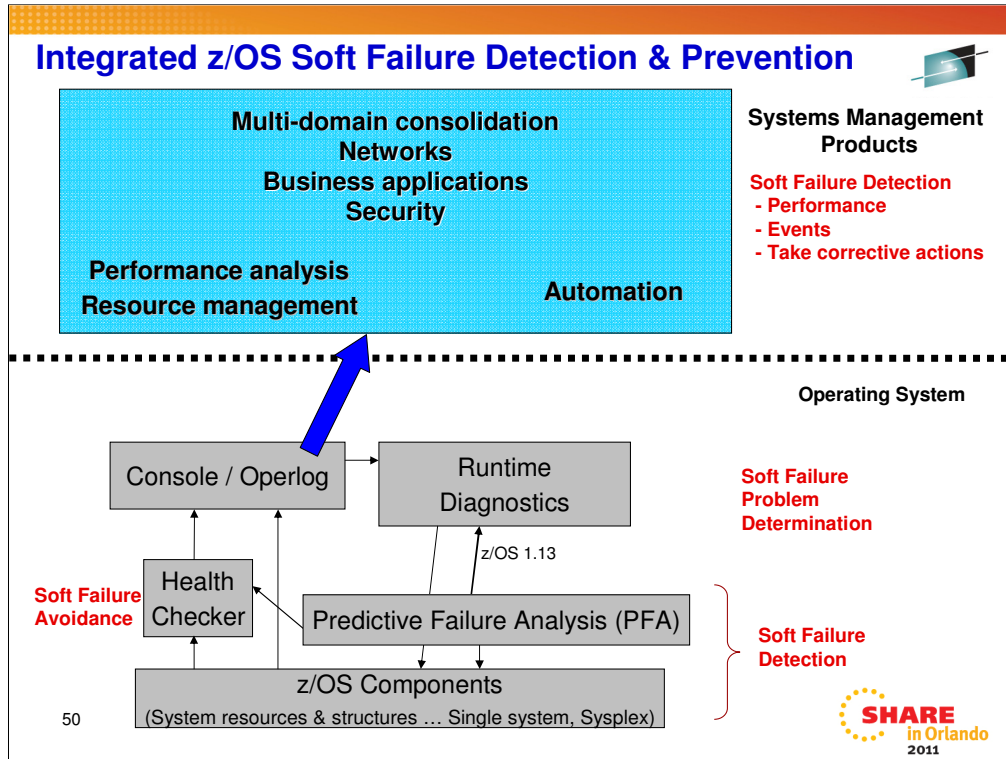 Integrated z/OS Soft Failure Detection & Prevention
Multi-domain consolidation
Networks
Business applications
Security
Performance analysis
Resource management
Automation
Systems Management
Products
Soft Failure Detection
- Performance
- Events
- Take corrective actions
Operating System
Console / Operlog
Runtime
Diagnostics
Soft Failure
Problem
Determination
z/OS 1.13
Health
Checker
Soft Failure
Avoidance
Predictive Failure Analysis (PFA)
Soft Failure
Detection
z/OS Components
(System resources & structures … Single system, Sysplex)
50
SHARE
in Orlando
2011